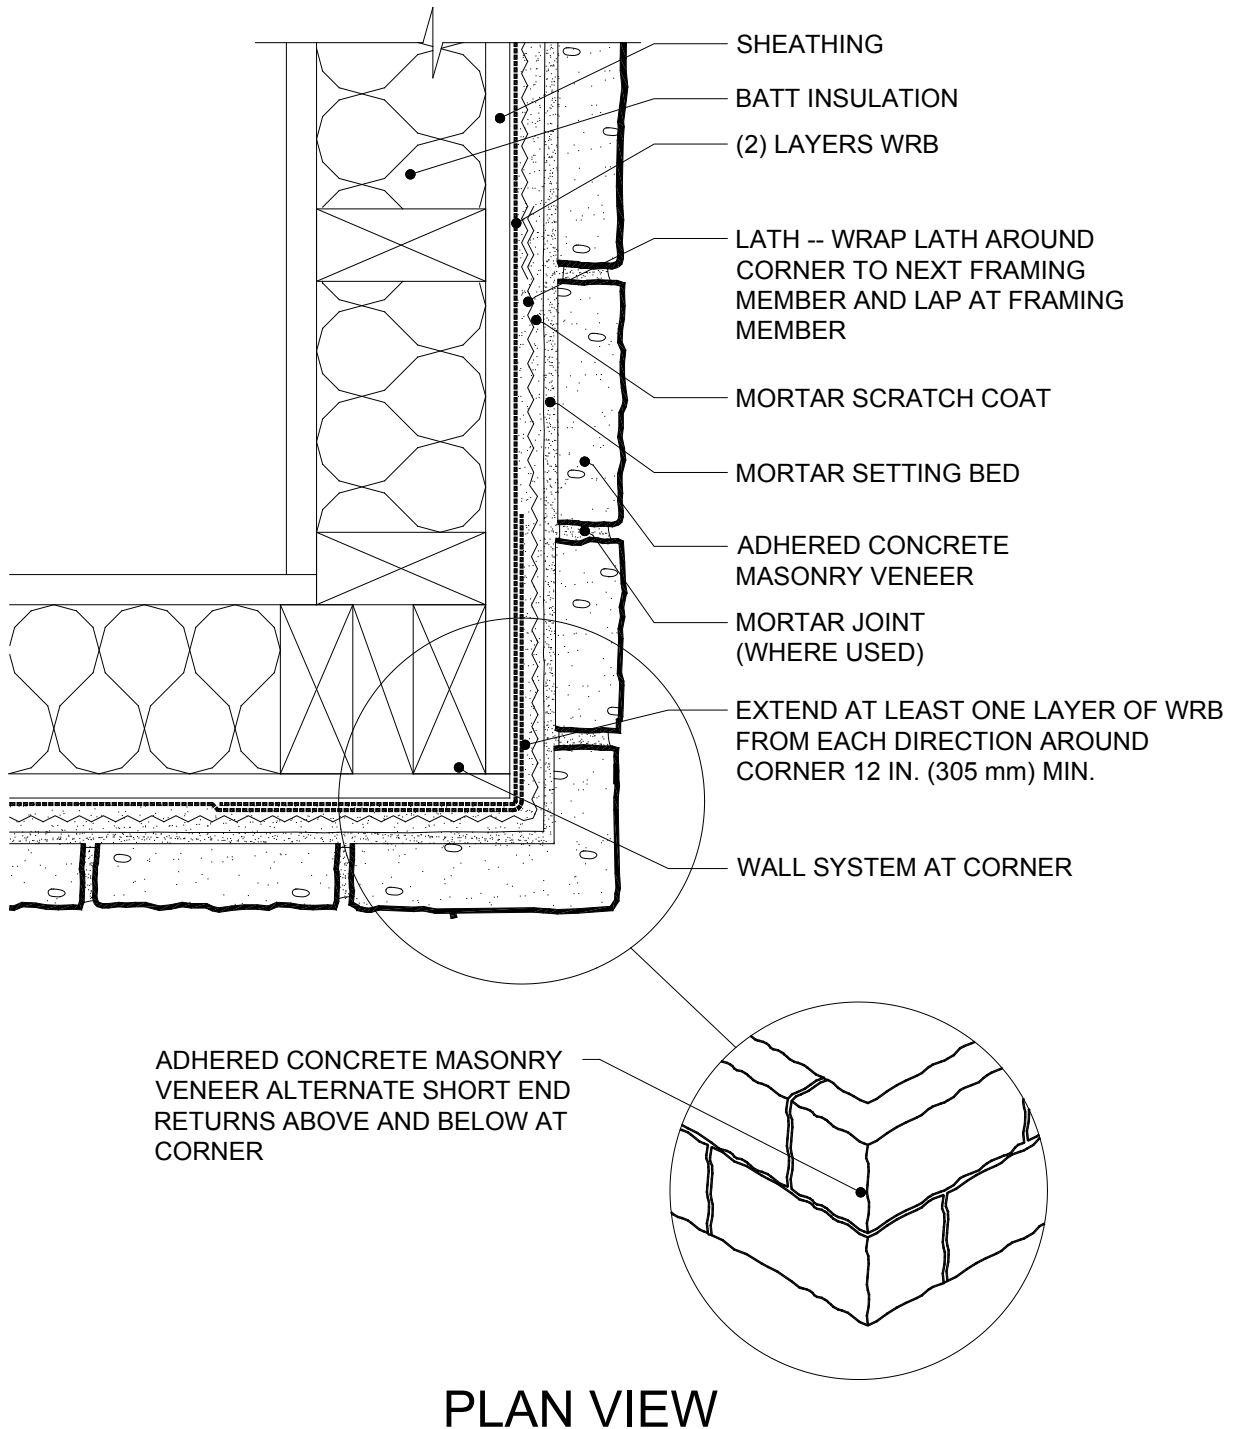 SHEATHING
BATT INSULATION
(2) LAYERS WRB
LATH -- WRAP LATH AROUND
CORNER TO NEXT FRAMING
MEMBER AND LAP AT FRAMING
MEMBER
MORTAR SCRATCH COAT
MORTAR SETTING BED
ADHERED CONCRETE
MASONRY VENEER
MORTAR JOINT
(WHERE USED)
EXTEND AT LEAST ONE LAYER OF WRB
FROM EACH DIRECTION AROUND
CORNER 12 IN. (305 mm) MIN.
WALL SYSTEM AT CORNER
ADHERED CONCRETE MASONRY
VENEER ALTERNATE SHORT END
RETURNS ABOVE AND BELOW AT
CORNER
PLAN VIEW